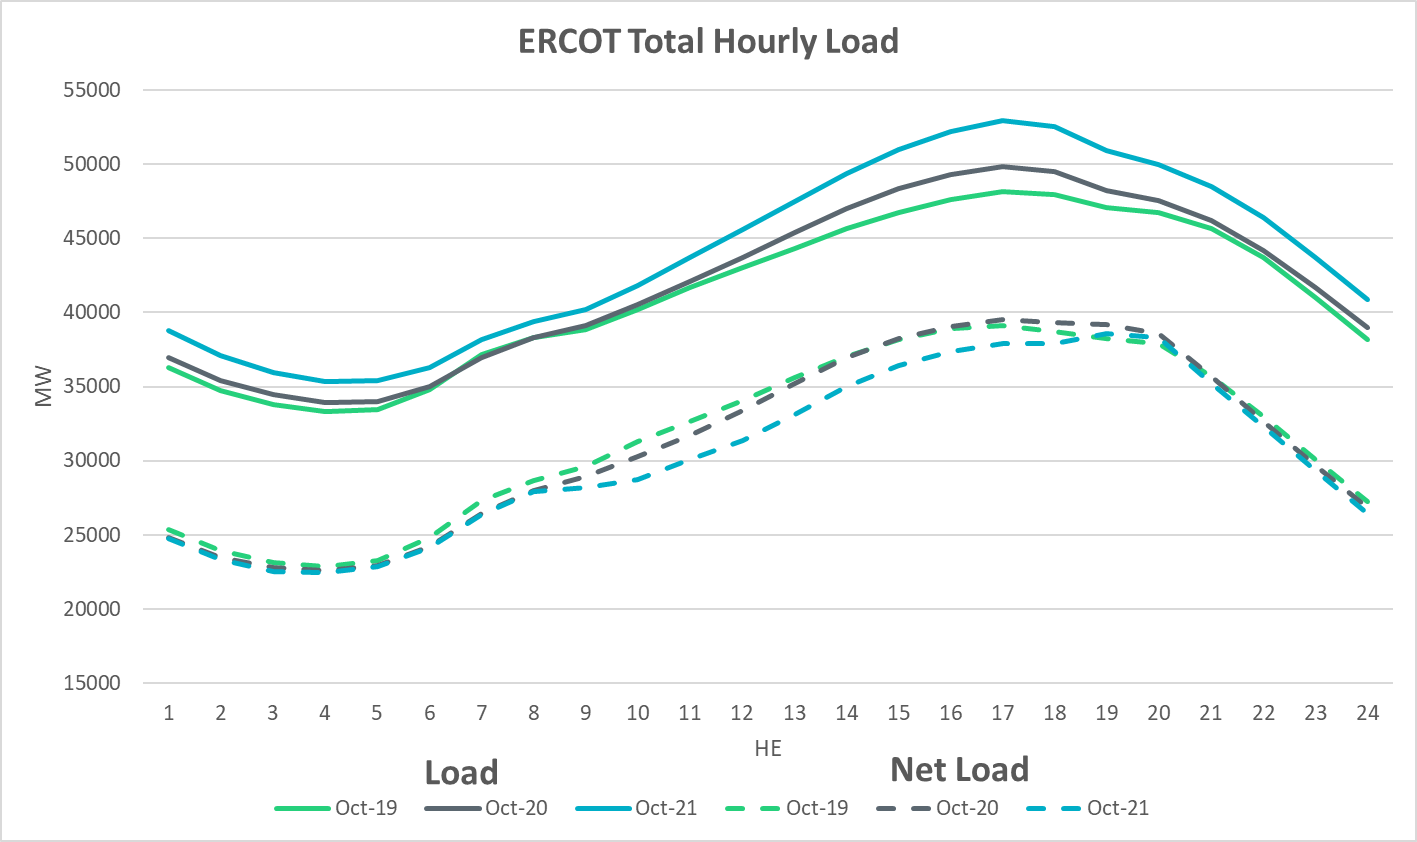 ERCOT Total Hourly Load
55000
50000
45000
40000
35000
30000
25000
20000
15000
MW
1 2 3 4 5 6 7 8 9 10 11 12 13 14 15 16 17 18 19 20 21 22 23 24
HE
Load Net Load
Oct-19 Oct-20 Oct-21 Oct-19 Oct-20 Oct-21